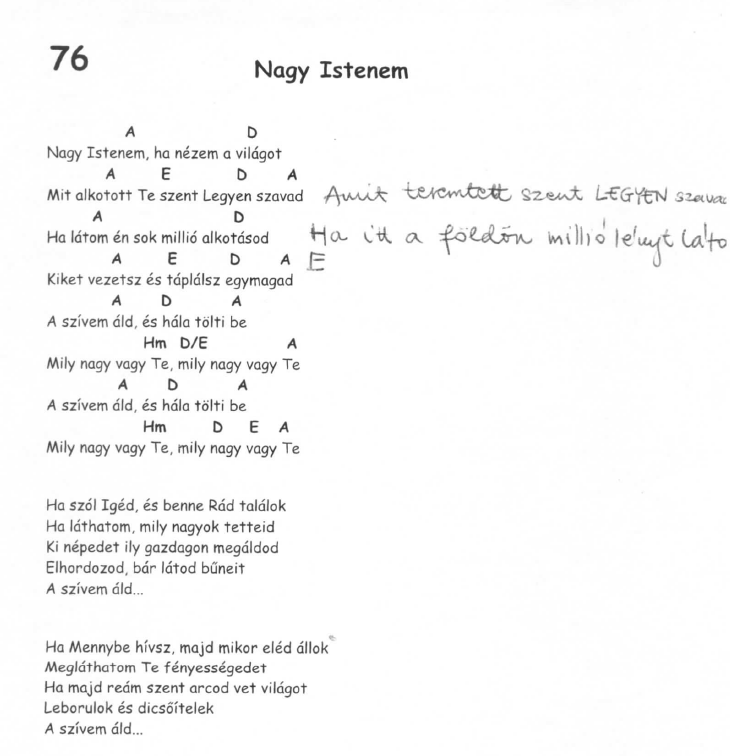 76
Nagy Istenem
A D
Nagy Istenem, ha nézem a világot
A E D A
Mit alkotott Te szent Legyen szavad Amit teremtett szent LEGYEN szava
A D
Ha látom én sok millió alkotásod Ha itt a földön millió lényt láto
A E D A E
Kiket vezetsz és táplálsz egymagad
A D A
A szívem áld, és hála tölti be
Hm D/E A
Mily nagy vagy Te, mily nagy vagy Te
A D A
A szívem áld, és hála tölti be
Hm D E A
Mily nagy vagy Te, mily nagy vagy Te
Ha szól Igéd, és benne Rád találok
Ha láthatom, mily nagyok tetteid
Ki népedet ily gazdagon megáldod
Elhordozod, bár látod bűneit
A szívem áld...
Ha Mennybe hívsz, majd mikor eléd állok
Megláthatom Te fényességedet
Ha majd reám szent arcod vet világot
Leborulok és dicsőítelek
A szívem áld...